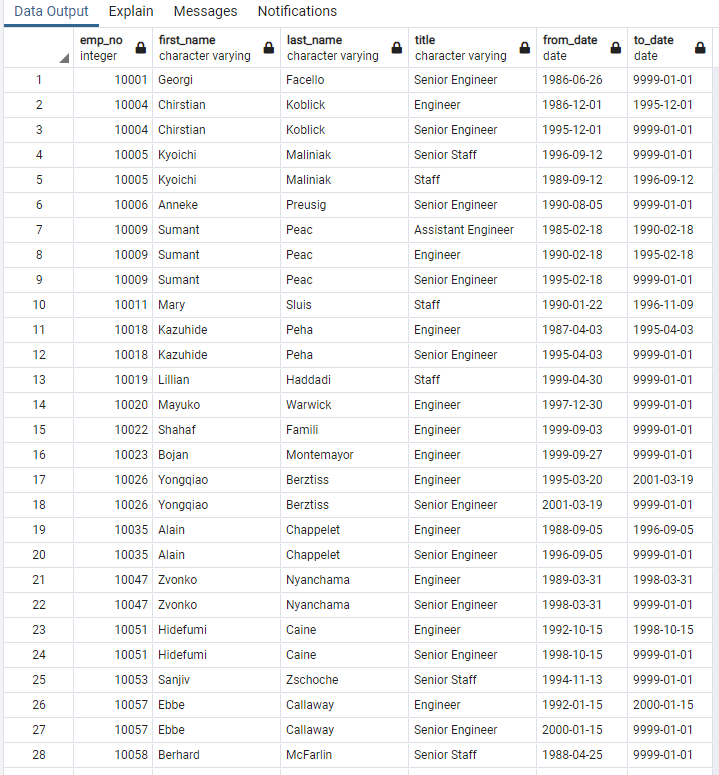 Data Output Explain Messages Notifications
emp_no first_name last_name title from_date to_date
integer character varying character varying character varying date date
1 10001 Georgi Facello Senior Engineer 1986-06-26 9999-01-01
2 10004 Chirstian Koblick Engineer 1986-12-01 1995-12-01
3 10004 Chirstian Koblick Senior Engineer 1995-12-01 9999-01-01
4 10005 Kyoichi Maliniak Senior Staff 1996-09-12 9999-01-01
5 10005 Kyoichi Maliniak Staff 1989-09-12 1996-09-12
6 10006 Anneke Preusig Senior Engineer 1990-08-05 9999-01-01
7 10009 Sumant Peac Assistant Engineer 1985-02-18 1990-02-18
8 10009 Sumant Peac Engineer 1990-02-18 1995-02-18
9 10009 Sumant Peac Senior Engineer 1995-02-18 9999-01-01
10 10011 Mary Sluis Staff 1990-01-22 1996-11-09
11 10018 Kazuhide Peha Engineer 1987-04-03 1995-04-03
12 10018 Kazuhide Peha Senior Engineer 1995-04-03 9999-01-01
13 10019 Lillian Haddadi Staff 1999-04-30 9999-01-01
14 10020 Mayuko Warwick Engineer 1997-12-30 9999-01-01
15 10022 Shahaf Famili Engineer 1999-09-03 9999-01-01
16 10023 Bojan Montemayor Engineer 1999-09-27 9999-01-01
17 10026 Yongqiao Berztiss Engineer 1995-03-20 2001-03-19
18 10026 Yongqiao Berztiss Senior Engineer 2001-03-19 9999-01-01
19 10035 Alain Chappelet Engineer 1988-09-05 1996-09-05
20 10035 Alain Chappelet Senior Engineer 1996-09-05 9999-01-01
21 10047 Zvonko Nyanchama Engineer 1989-03-31 1998-03-31
22 10047 Zvonko Nyanchama Senior Engineer 1998-03-31 9999-01-01
23 10051 Hidefumi Caine Engineer 1992-10-15 1998-10-15
24 10051 Hidefumi Caine Senior Engineer 1998-10-15 9999-01-01
25 10053 Sanjiv Zschoche Senior Staff 1994-11-13 9999-01-01
26 10057 Ebbe Callaway Engineer 1992-01-15 2000-01-15
27 10057 Ebbe Callaway Senior Engineer 2000-01-15 9999-01-01
28 10058 Berhard McFarlin Senior Staff 1988-04-25 9999-01-01